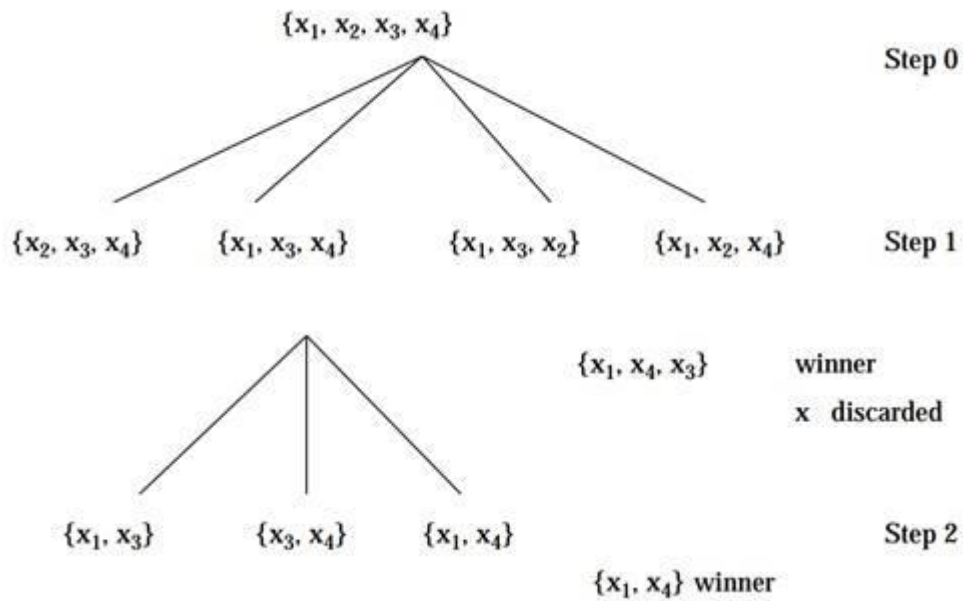 {x₁, x₂, x₃, x₄}
Step 0
{x₂, x₃, x₄} {x₁, x₃, x₄} {x₁, x₃, x₂} {x₁, x₂, x₄} Step 1
{x₁, x₄, x₃} winner
x discarded
{x₁, x₃} {x₃, x₄} {x₁, x₄} Step 2
{x₁, x₄} winner